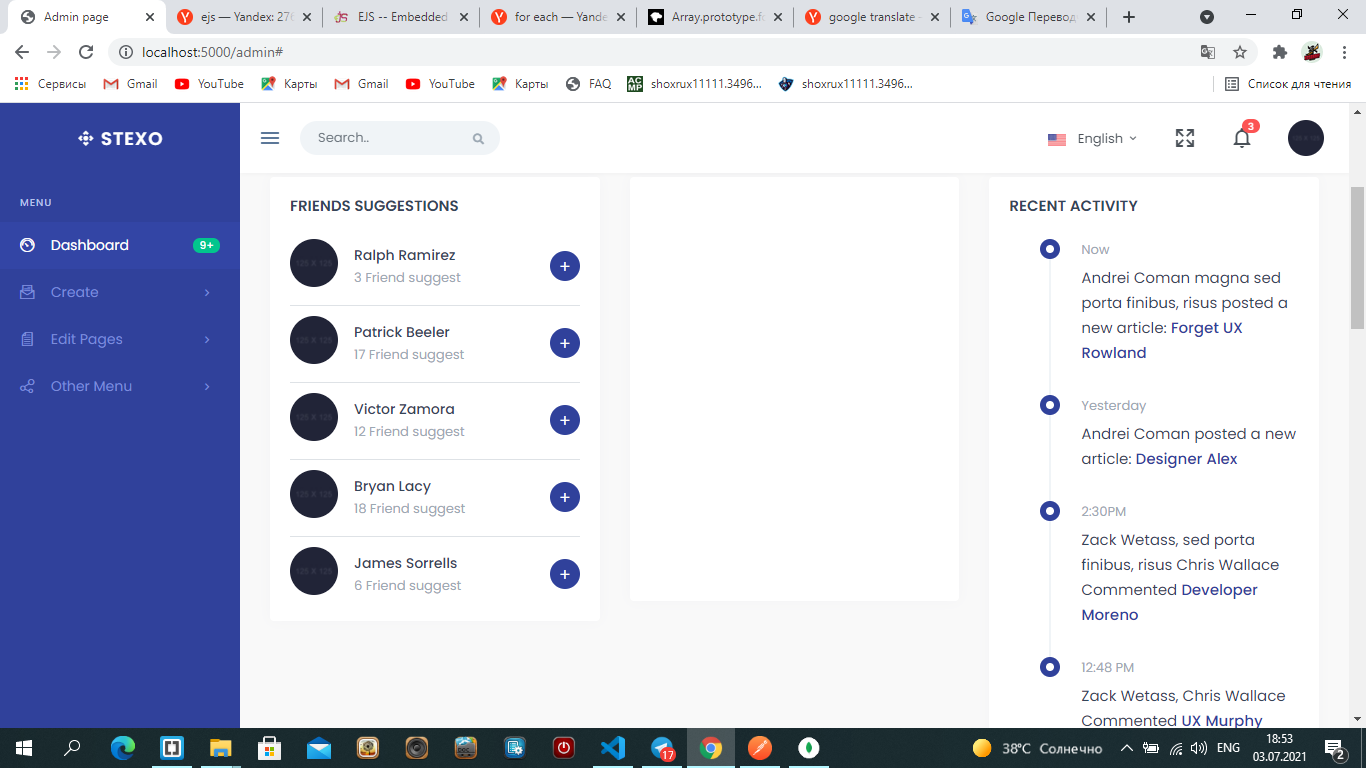 Admin page
ejs — Yandex: 27
EJS -- Embedded
for each — Yande
Array.prototype.fo
google translate -
Google Перевод
localhost:5000/admin#
Сервисы
Gmail
YouTube
Карты
Gmail
YouTube
Карты
FAQ
shoxrux11111.3496...
shoxrux11111.3496...
Список для чтения
STEXO
Search..
English
3
MENU
Dashboard
9+
Create
Edit Pages
Other Menu
FRIENDS SUGGESTIONS
Ralph Ramirez
3 Friend suggest
Patrick Beeler
17 Friend suggest
Victor Zamora
12 Friend suggest
Bryan Lacy
18 Friend suggest
James Sorrells
6 Friend suggest
RECENT ACTIVITY
Now
Andrei Coman magna sed
porta finibus, risus posted a
new article: Forget UX
Rowland
Yesterday
Andrei Coman posted a new
article: Designer Alex
2:30PM
Zack Wetass, sed porta
finibus, risus Chris Wallace
Commented Developer
Moreno
12:48 PM
Zack Wetass, Chris Wallace
Commented UX Murphy
17
38°C Солнечно
ENG
18:53
03.07.2021
2